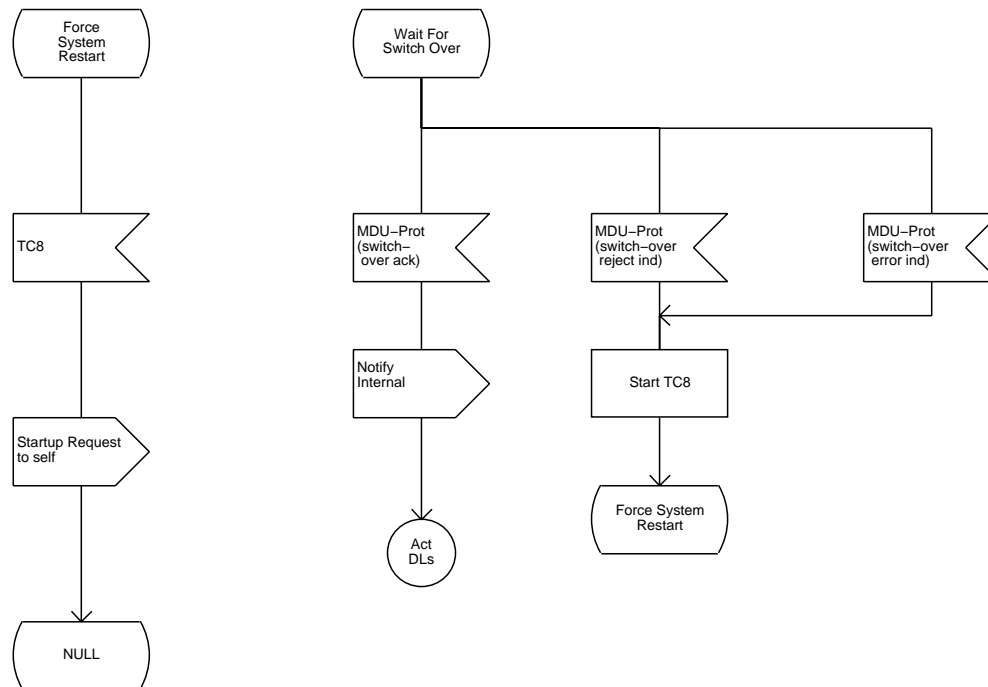 Force
System
Restart
TC8
Startup Request
to self
NULL
Wait For
Switch Over
MDU−Prot
(switch−
over ack)
Notify
Internal
Act
DLs
MDU−Prot
(switch−over
reject ind)
Start TC8
Force System
Restart
MDU−Prot
(switch−over
error ind)